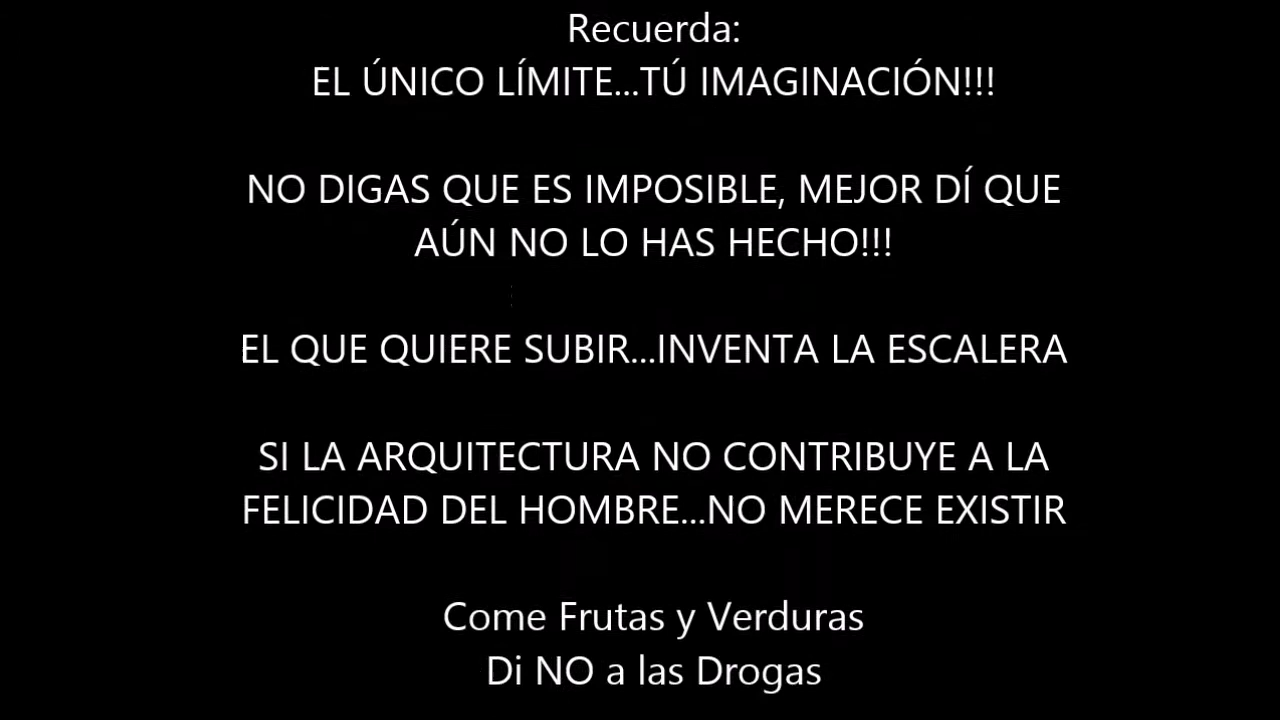 Recuerda:
EL ÚNICO LÍMITE...TÚ IMAGINACIÓN!!!
NO DIGAS QUE ES IMPOSIBLE, MEJOR DÍ QUE
AÚN NO LO HAS HECHO!!!
EL QUE QUIERE SUBIR...INVENTA LA ESCALERA
SI LA ARQUITECTURA NO CONTRIBUYE A LA
FELICIDAD DEL HOMBRE...NO MERECE EXISTIR
Come Frutas y Verduras
Di NO a las Drogas